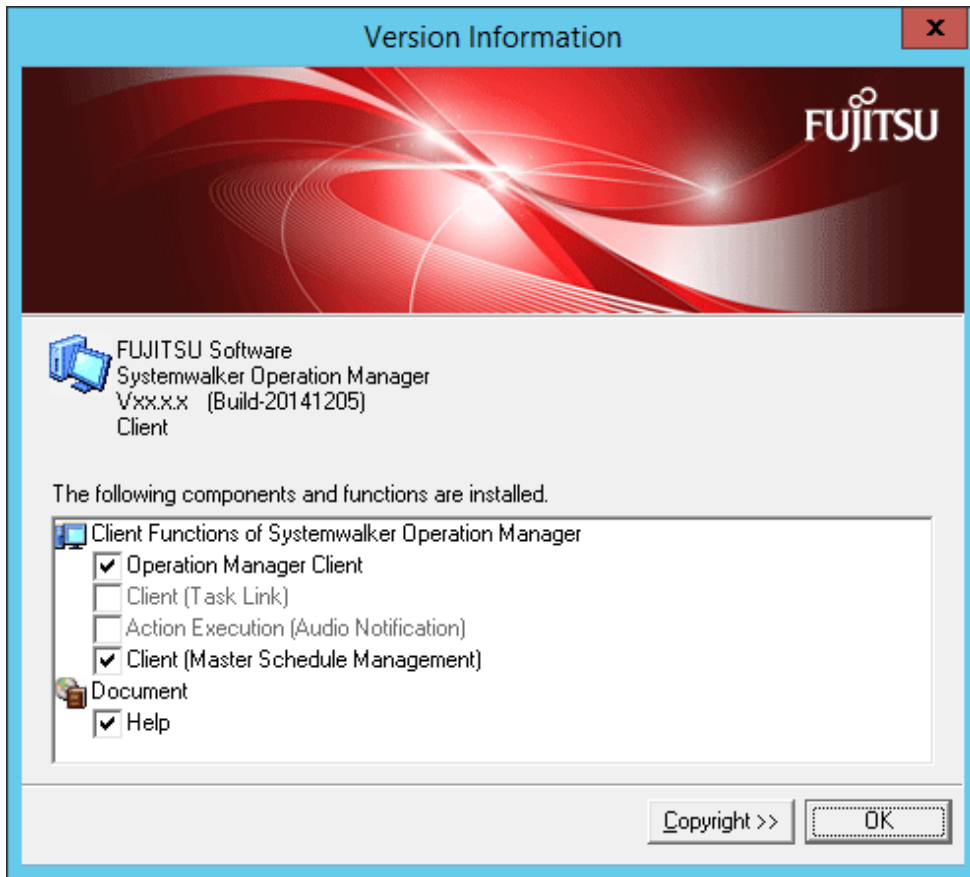 Version Information
x
FUJITSU
FUJITSU Software
Systemwalker Operation Manager
Vxx.x.x (Build-20141205)
Client
The following components and functions are installed.
Client Functions of Systemwalker Operation Manager
Operation Manager Client
Client (Task Link)
Action Execution (Audio Notification)
Client (Master Schedule Management)
Document
Help
Copyright >>
OK